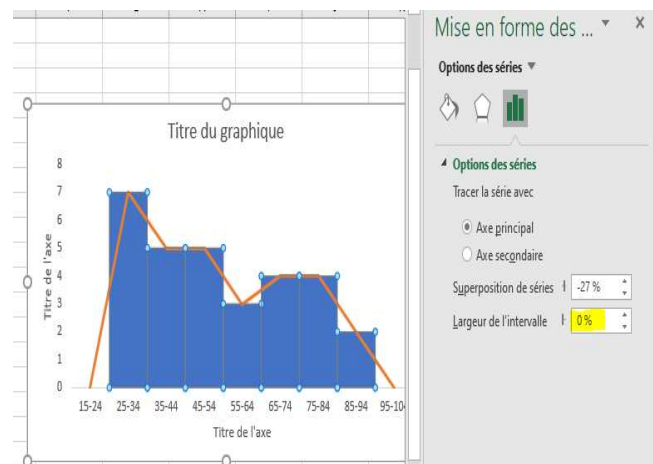 Mise en forme des ...
Options des séries
Options des séries
Tracer la série avec
Axe principal
Axe secondaire
Superposition de séries -27 %
Largeur de l'intervalle 0 %
Titre du graphique
8
7
6
5
4
3
2
1
0
Titre de l'axe
15-24 25-34 35-44 45-54 55-64 65-74 75-84 85-94 95-10
Titre de l'axe